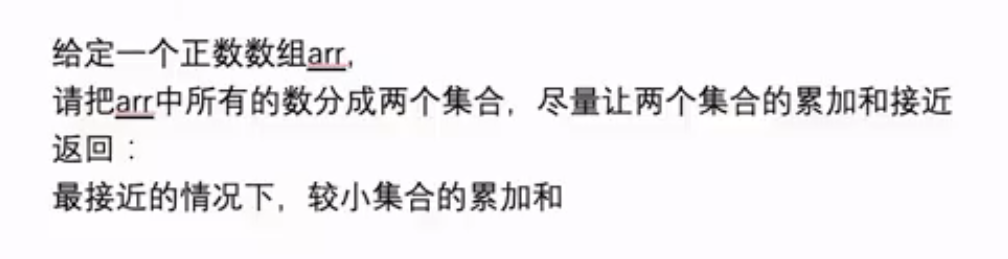 给定一个正数数组arr,
请把arr中所有的数分成两个集合，尽量让两个集合的累加和接近
返回：
最接近的情况下，较小集合的累加和